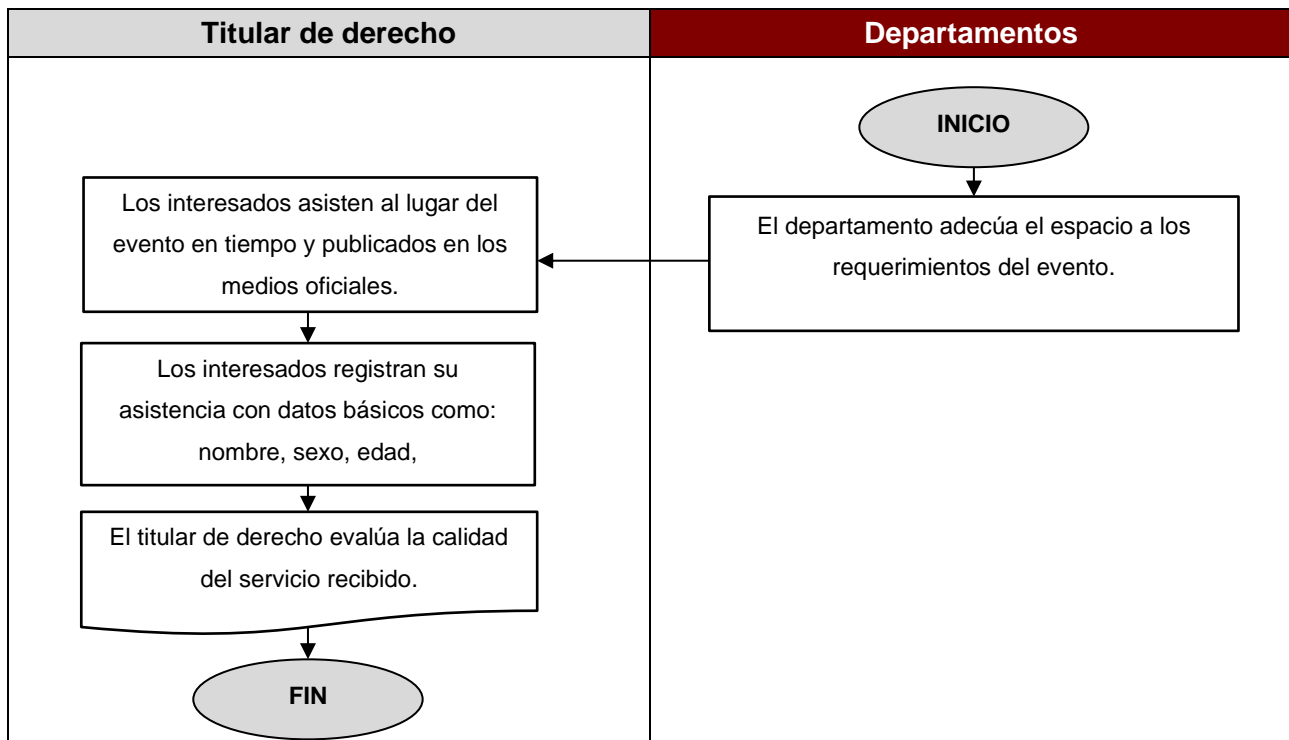 Titular de derecho
Departamentos
INICIO
El departamento adecúa el espacio a los
requerimientos del evento.
Los interesados asisten al lugar del
evento en tiempo y publicados en los
medios oficiales.
Los interesados registran su
asistencia con datos básicos como:
nombre, sexo, edad,
El titular de derecho evalúa la calidad
del servicio recibido.
FIN